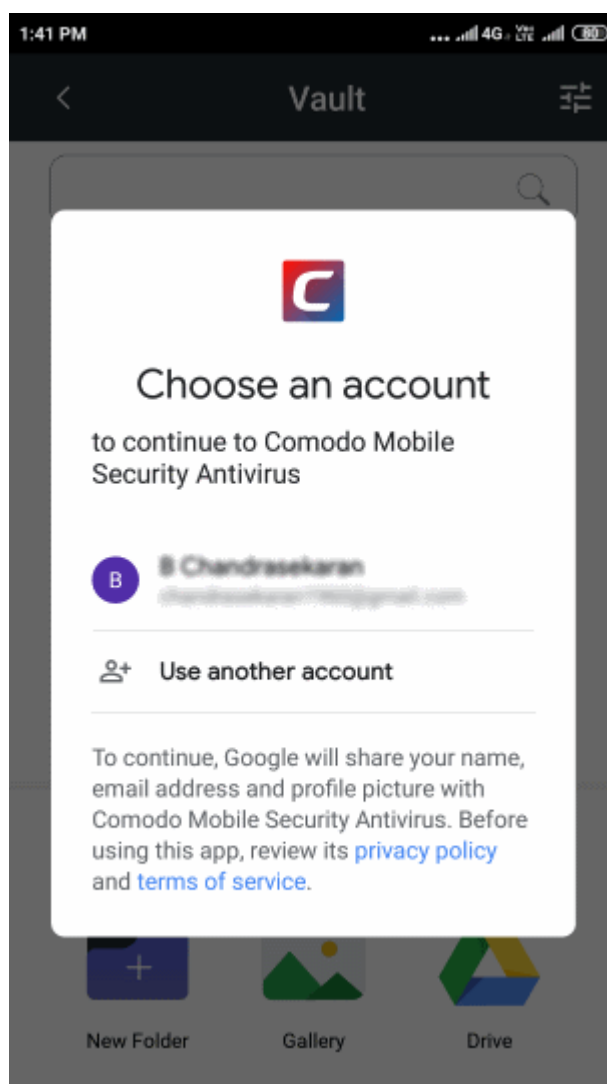 1:41 PM
4G
80
Vault
C
Choose an account
to continue to Comodo Mobile
Security Antivirus
B
Use another account
To continue, Google will share your name,
email address and profile picture with
Comodo Mobile Security Antivirus. Before
using this app, review its privacy policy
and terms of service.
New Folder
Gallery
Drive